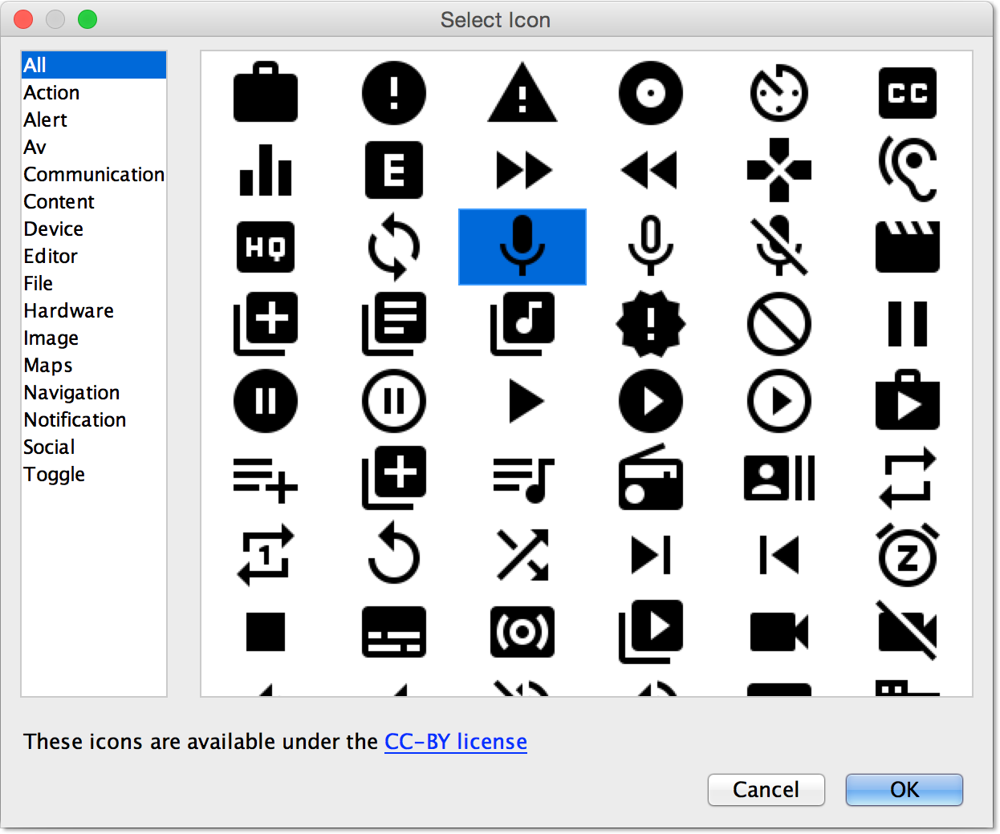 Select Icon
All
Action
Alert
Av
Communication
Content
Device
Editor
File
Hardware
Image
Maps
Navigation
Notification
Social
Toggle
! ! CC
E
HQ
!
1 Z
These icons are available under the CC-BY license
Cancel OK